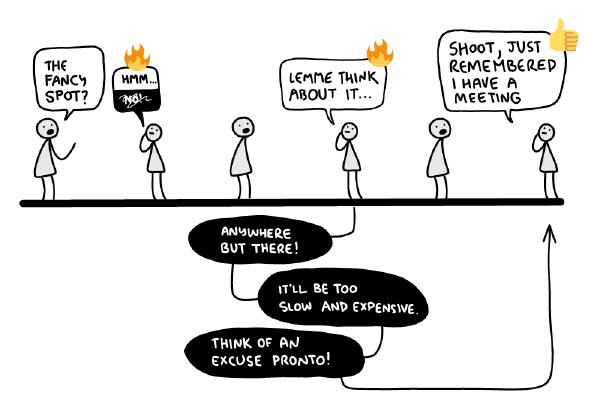 THE
FANCY
SPOT?
HMM...
NO!
LEMME THINK
ABOUT IT...
SHOOT, JUST
REMEMBERED
I HAVE A
MEETING
ANYWHERE
BUT THERE!
IT'LL BE TOO
SLOW AND EXPENSIVE.
THINK OF AN
EXCUSE PRONTO!